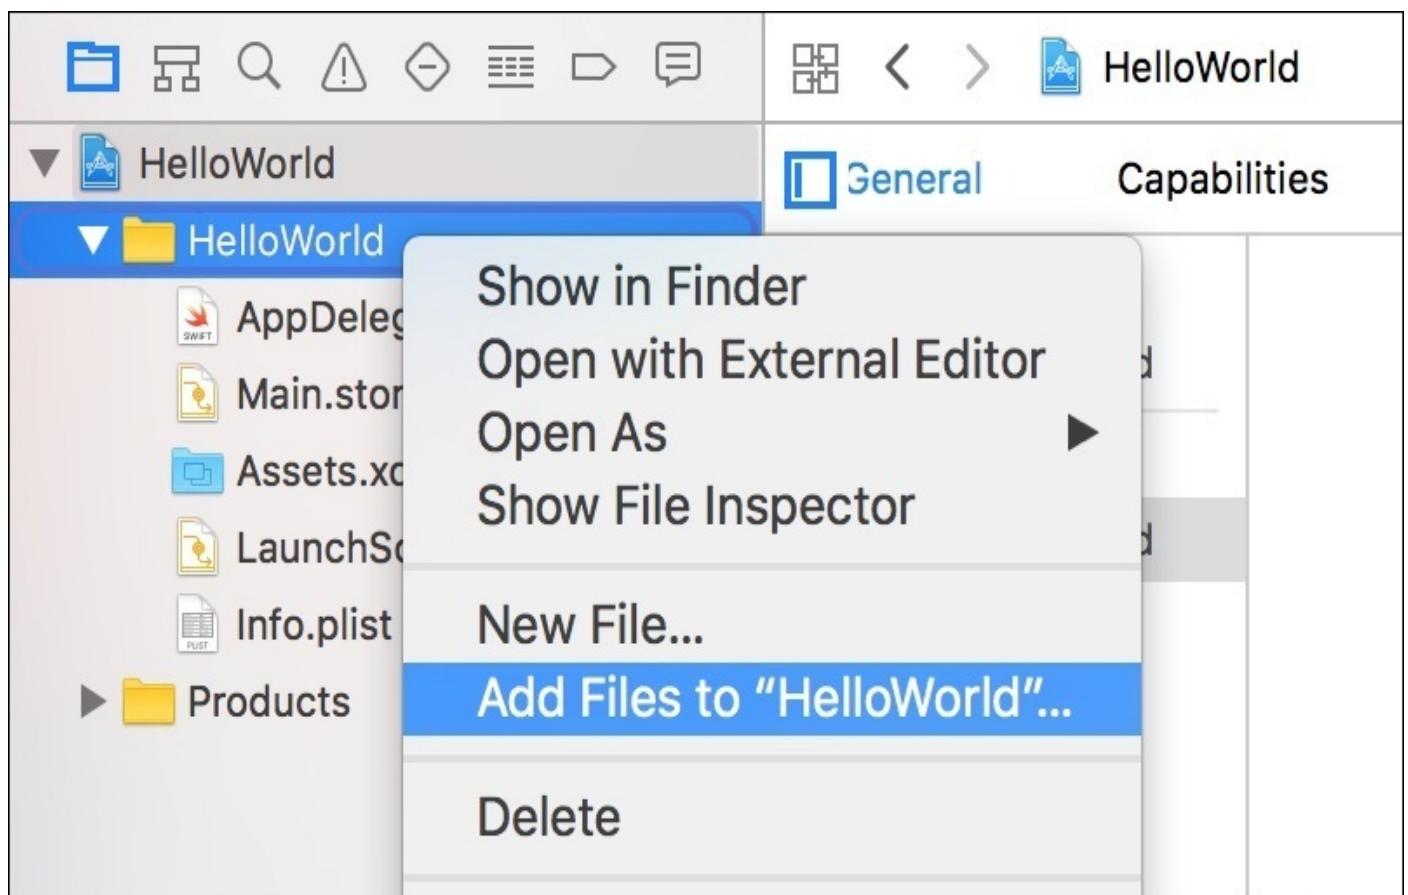 HelloWorld
HelloWorld
General
Capabilities
HelloWorld
Show in Finder
AppDeleg
SWIFT
Open with External Editor
Main.stor
Open As
Assets.xc
Show File Inspector
LaunchSc
New File...
Info.plist
PLIST
Add Files to “HelloWorld”...
Products
Delete